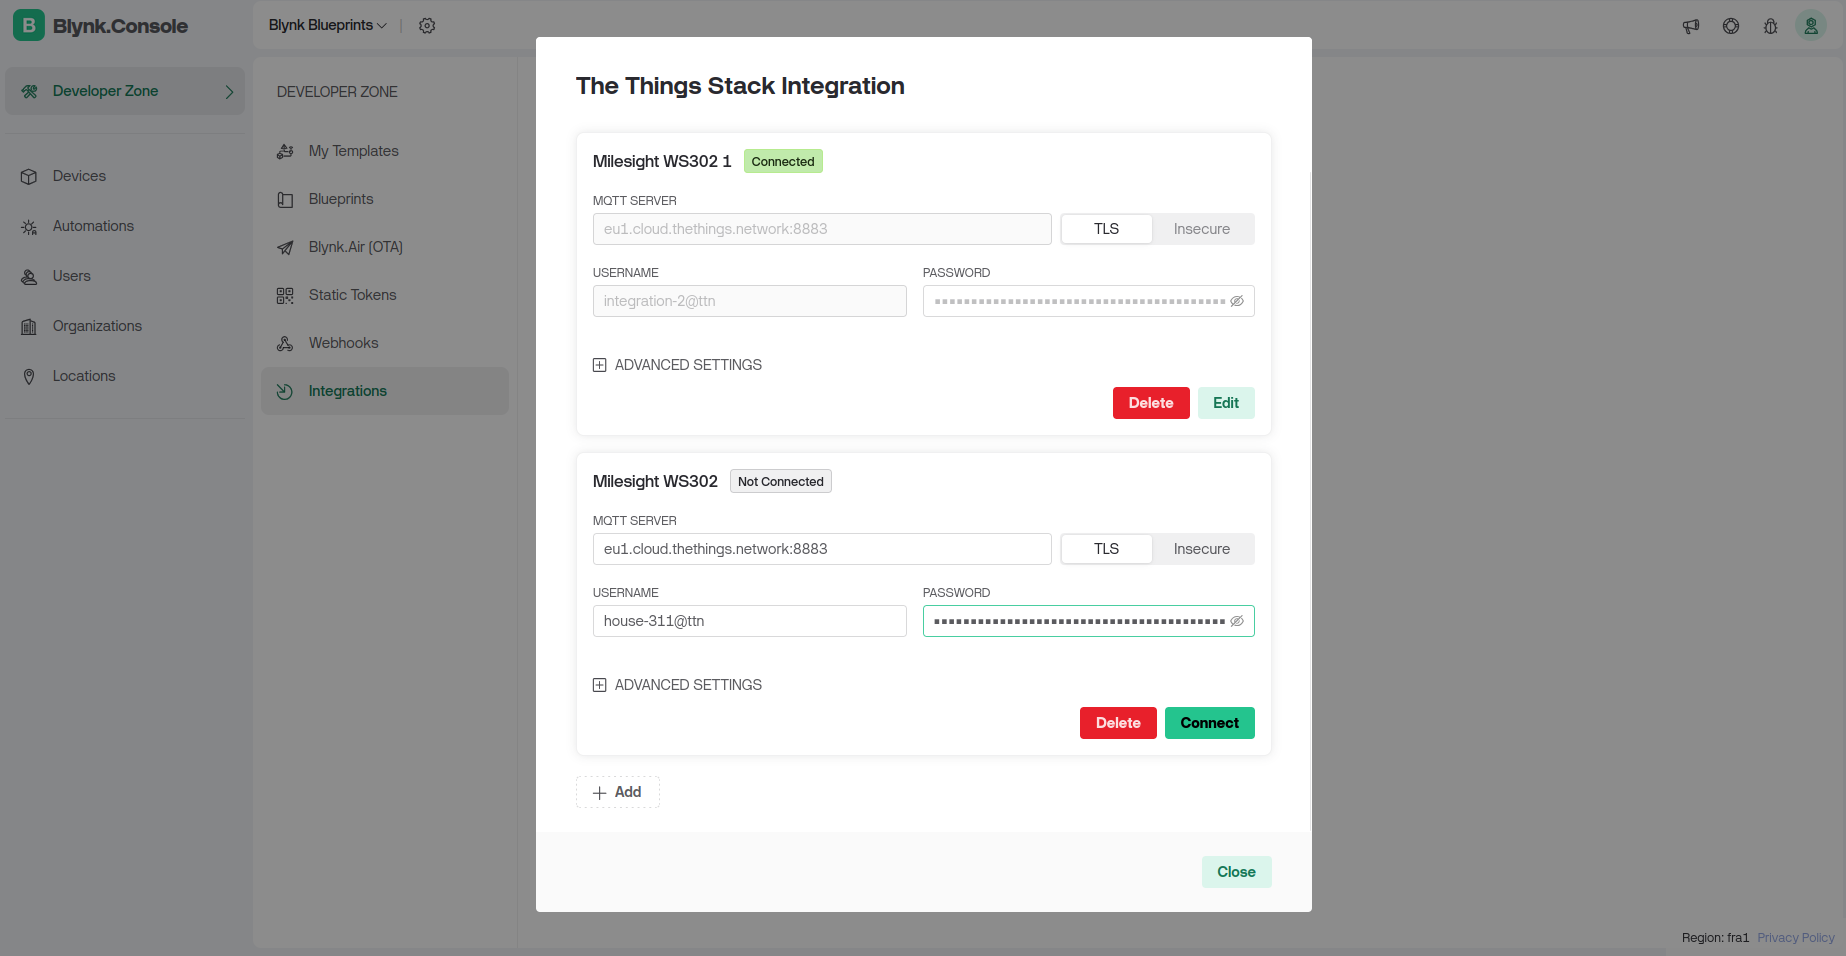 B Blynk.Console
Blynk Blueprints
Developer Zone
Devices
Automations
Users
Organizations
Locations
DEVELOPER ZONE
My Templates
Blueprints
Blynk.Air (OTA)
Static Tokens
Webhooks
Integrations
The Things Stack Integration
Milesight WS302 1 Connected
MQTT SERVER
eu1.cloud.thethings.network:8883 TLS Insecure
USERNAME PASSWORD
integration-2@ttn
ADVANCED SETTINGS
Delete Edit
Milesight WS302 Not Connected
MQTT SERVER
eu1.cloud.thethings.network:8883 TLS Insecure
USERNAME PASSWORD
house-311@ttn
ADVANCED SETTINGS
Delete Connect
Add
Close
Region: fra1 Privacy Policy